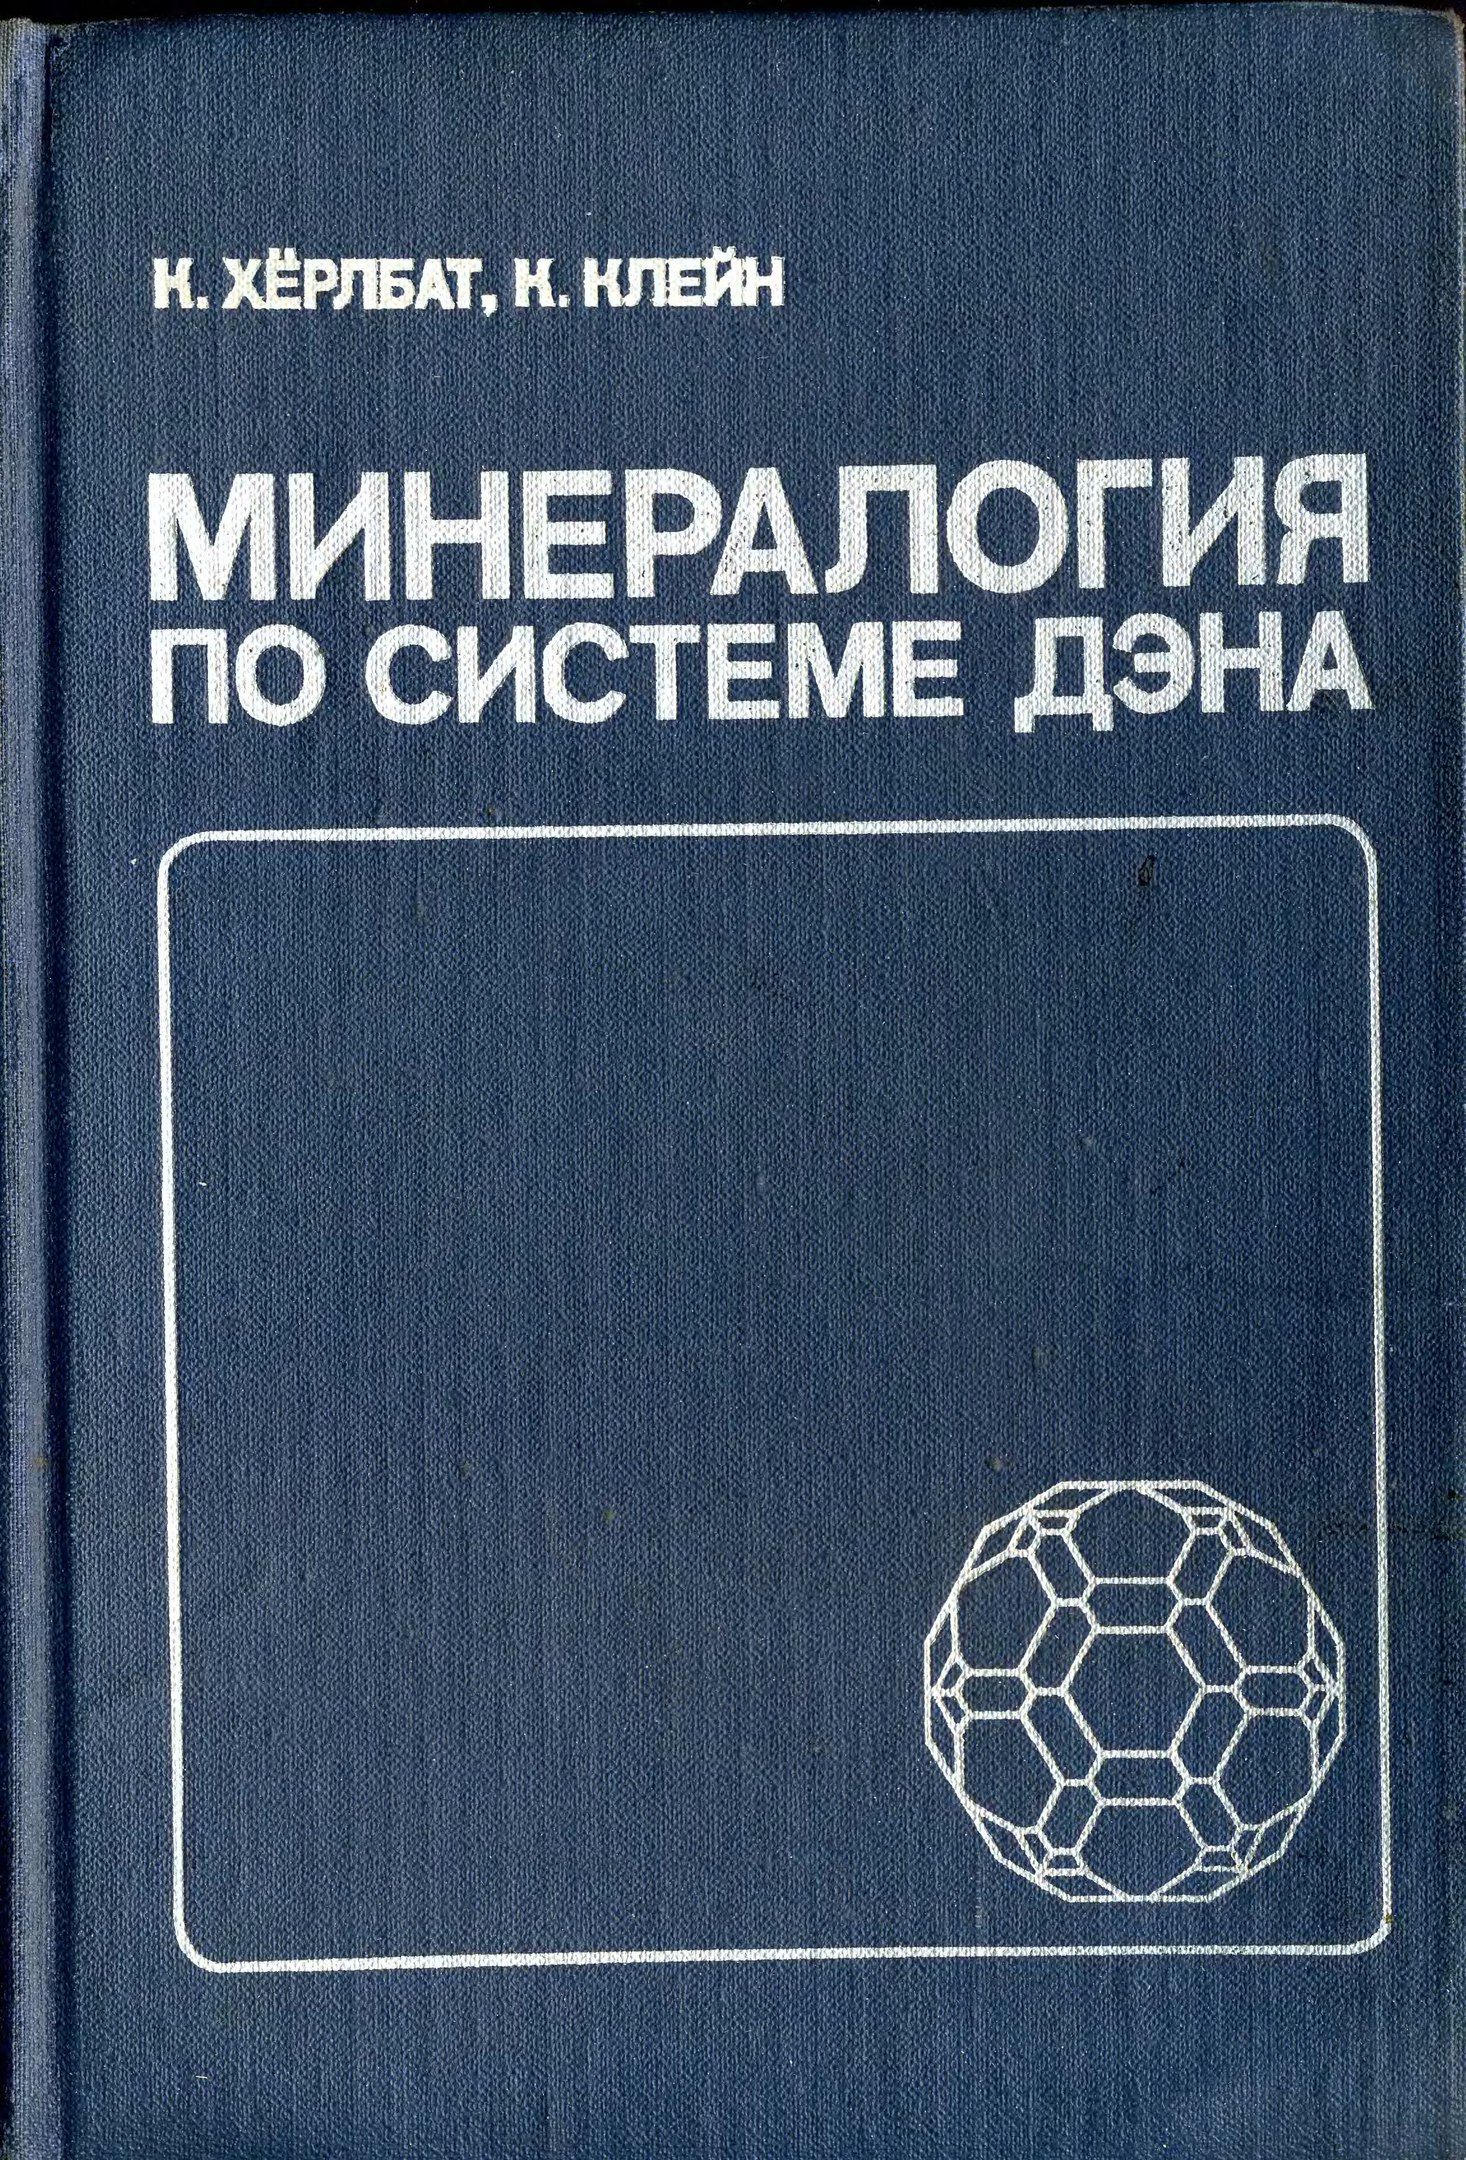 К. ХЁРЛБАТ, К. КЛЕЙН
МИНЕРАЛОГИЯ
ПО СИСТЕМЕ ДЭНА